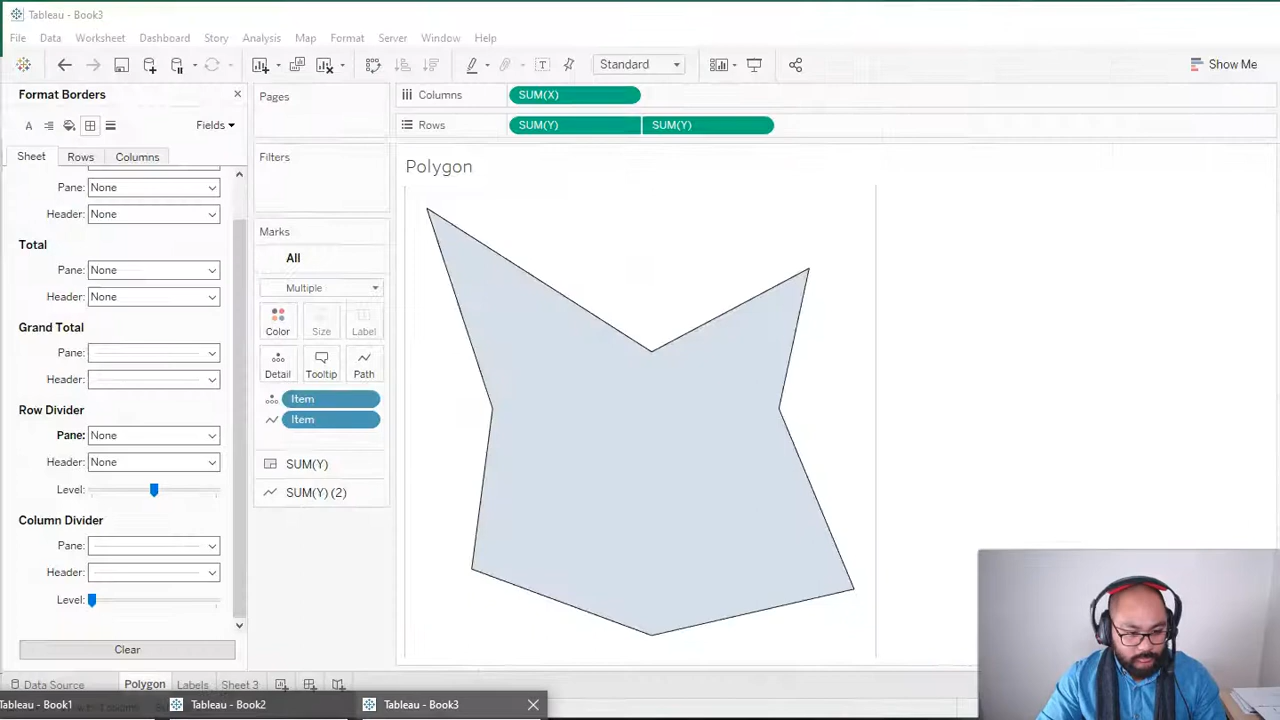 Tableau - Book3
File Data Worksheet Dashboard Story Analysis Map Format Server Window Help
Standard
Show Me
Format Borders
Fields
Sheet Rows Columns
Pane: None
Header: None
Total
Pane: None
Header: None
Grand Total
Pane:
Header:
Row Divider
Pane: None
Header: None
Level:
Column Divider
Pane:
Header:
Level:
Clear
Pages
Filters
Marks
All
Multiple
Color Size Label
Detail Tooltip Path
Item
Item
SUM(Y)
SUM(Y) (2)
Columns SUM(X)
Rows SUM(Y) SUM(Y)
Polygon
Data Source Polygon Labels Sheet 3
Tableau - Book1 Tableau - Book2 Tableau - Book3